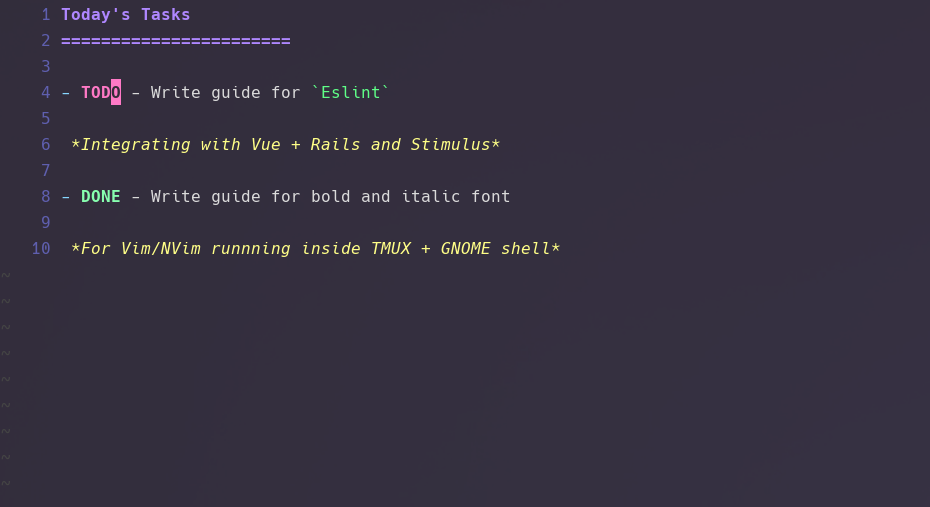 1 Today's Tasks
2 =======================
3
4 - TODO - Write guide for `Eslint`
5
6 *Integrating with Vue + Rails and Stimulus*
7
8 - DONE - Write guide for bold and italic font
9
10 *For Vim/NVim runnning inside TMUX + GNOME shell*
~
~
~
~
~
~
~
~
~